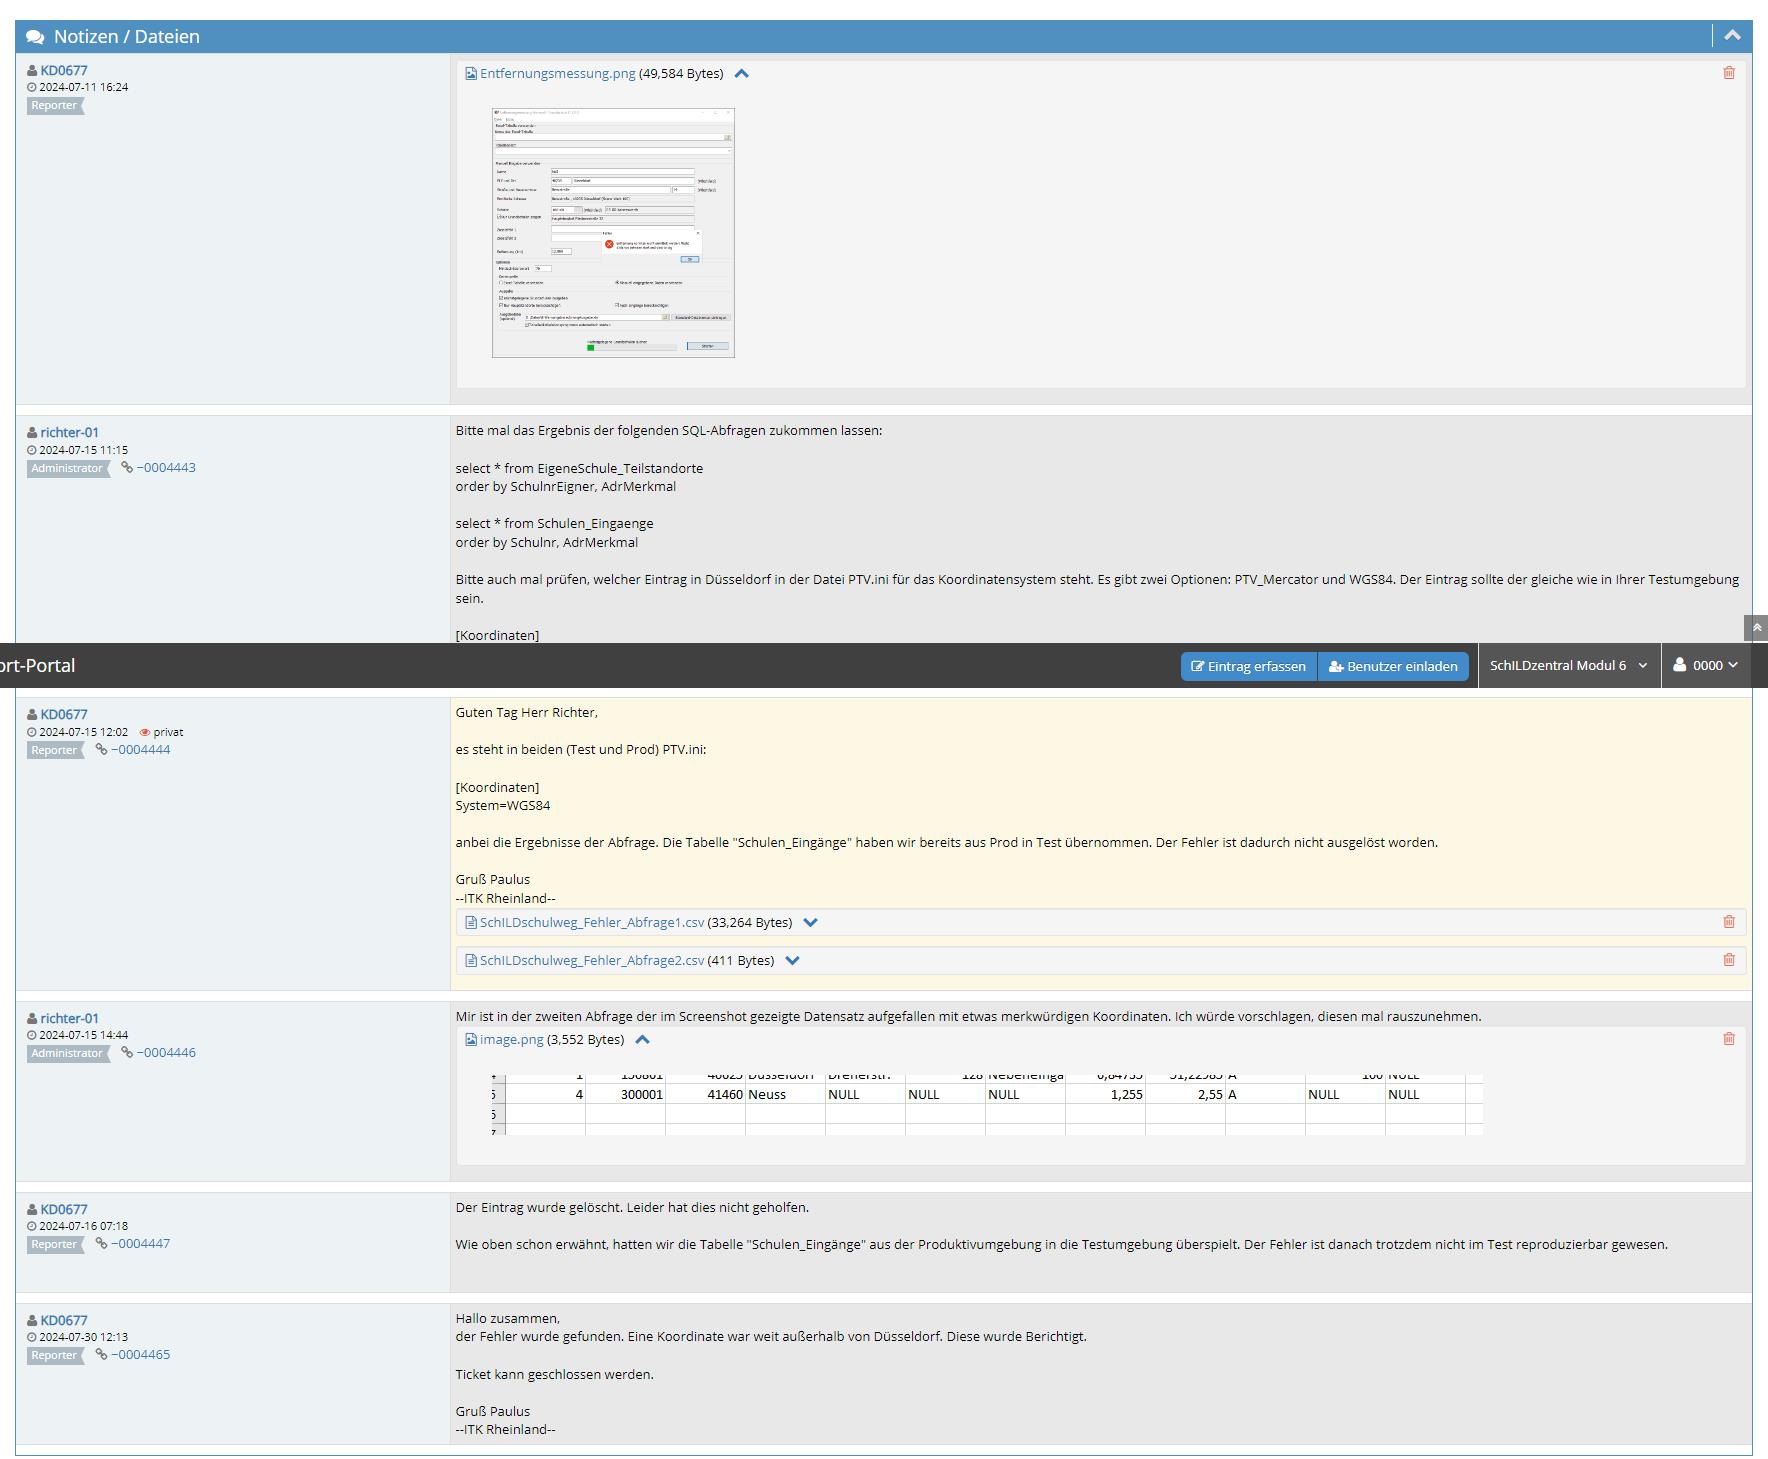 Notizen / Dateien
KD0677
2024-07-11 16:24
Reporter
Entfernungsmessung.png (49,584 Bytes)
richter-01
2024-07-15 11:15
Administrator ~0004443
Bitte mal das Ergebnis der folgenden SQL-Abfragen zukommen lassen:
select * from EigeneSchule_Teilstandorte
order by SchulnrEigner, AdrMerkmal
select * from Schulen_Eingaenge
order by Schulnr, AdrMerkmal
Bitte auch mal prüfen, welcher Eintrag in Düsseldorf in der Datei PTV.ini für das Koordinatensystem steht. Es gibt zwei Optionen: PTV_Mercator und WGS84. Der Eintrag sollte der gleiche wie in Ihrer Testumgebung
sein.
[Koordinaten]
ort-Portal
Eintrag erfassen Benutzer einladen SchILDzentral Modul 6 0000
KD0677
2024-07-15 12:02 privat
Reporter ~0004444
Guten Tag Herr Richter,
es steht in beiden (Test und Prod) PTV.ini:
[Koordinaten]
System=WGS84
anbei die Ergebnisse der Abfrage. Die Tabelle "Schulen_Eingänge" haben wir bereits aus Prod in Test übernommen. Der Fehler ist dadurch nicht ausgelöst worden.
Gruß Paulus
--ITK Rheinland--
SchILDschulweg_Fehler_Abfrage1.csv (33,264 Bytes)
SchILDschulweg_Fehler_Abfrage2.csv (411 Bytes)
richter-01
2024-07-15 14:44
Administrator ~0004446
Mir ist in der zweiten Abfrage der im Screenshot gezeigte Datensatz aufgefallen mit etwas merkwürdigen Koordinaten. Ich würde vorschlagen, diesen mal rauszunehmen.
image.png (3,552 Bytes)
4 300001 41460 Neuss NULL NULL NULL 1,255 2,55 A NULL NULL
KD0677
2024-07-16 07:18
Reporter ~0004447
Der Eintrag wurde gelöscht. Leider hat dies nicht geholfen.
Wie oben schon erwähnt, hatten wir die Tabelle "Schulen_Eingänge" aus der Produktivumgebung in die Testumgebung überspielt. Der Fehler ist danach trotzdem nicht im Test reproduzierbar gewesen.
KD0677
2024-07-30 12:13
Reporter ~0004465
Hallo zusammen,
der Fehler wurde gefunden. Eine Koordinate war weit außerhalb von Düsseldorf. Diese wurde Berichtigt.
Ticket kann geschlossen werden.
Gruß Paulus
--ITK Rheinland--